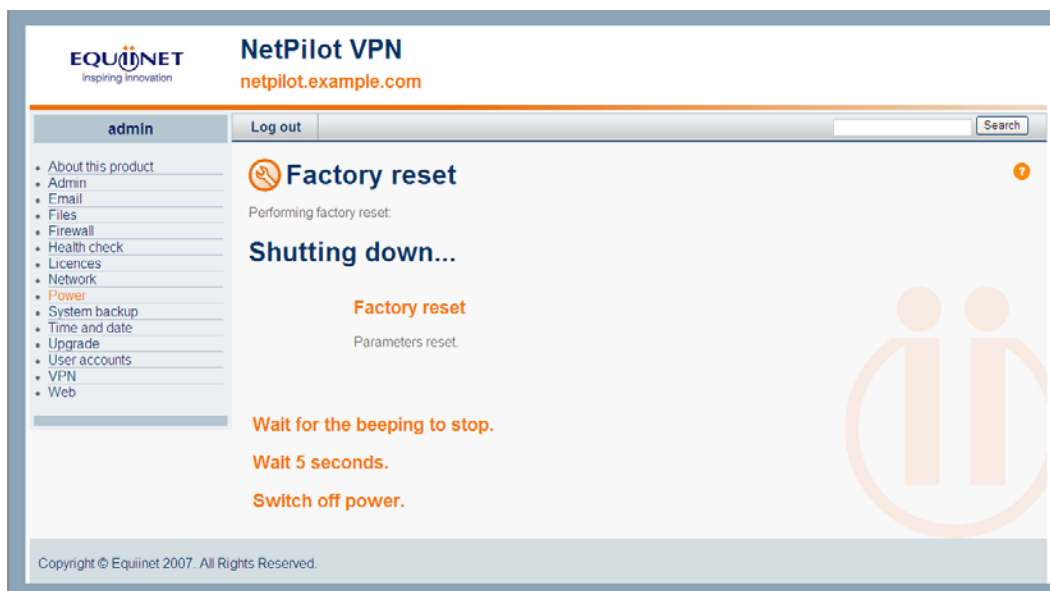 EQUiiNET
inspiring innovation
NetPilot VPN
netpilot.example.com
admin
Log out
Search
About this product
Admin
Email
Files
Firewall
Health check
Licences
Network
Power
System backup
Time and date
Upgrade
User accounts
VPN
Web
Factory reset
?
Performing factory reset:
Shutting down...
Factory reset
Parameters reset.
Wait for the beeping to stop.
Wait 5 seconds.
Switch off power.
ii
Copyright © Equiinet 2007. All Rights Reserved.